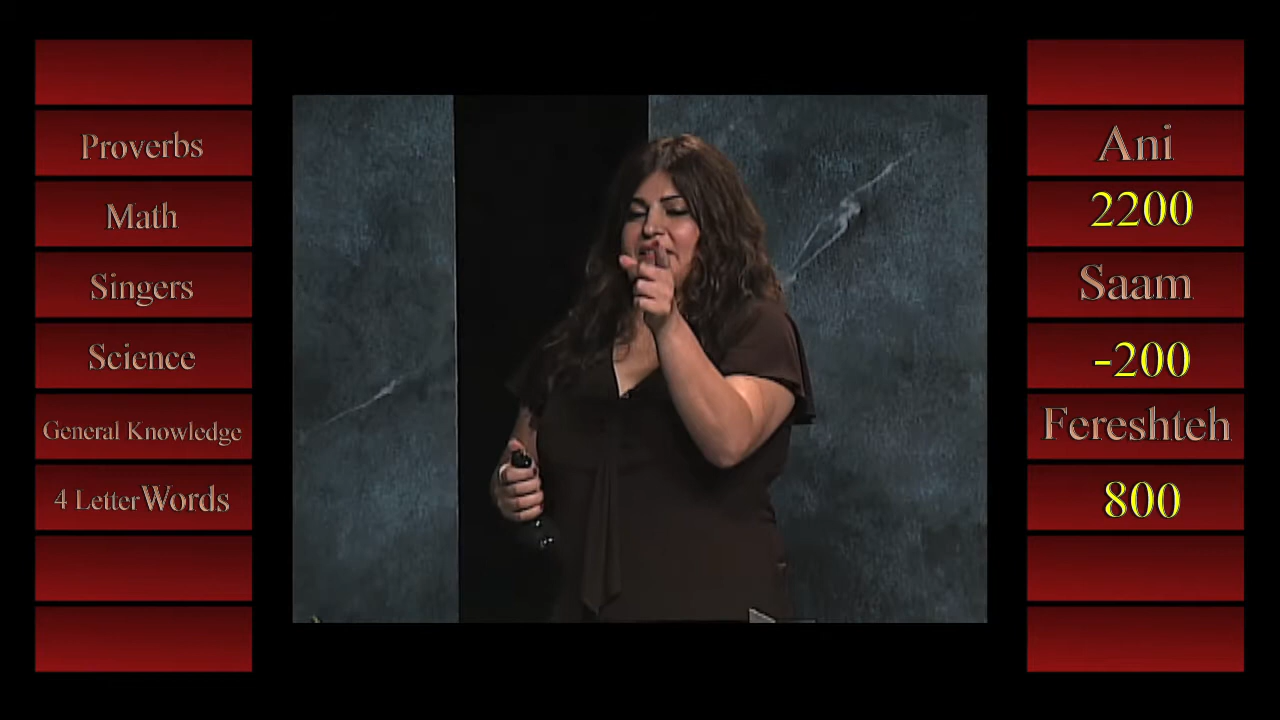 Proverbs
Math
Singers
Science
General Knowledge
4 Letter Words
Ani
2200
Saam
-200
Fereshteh
800